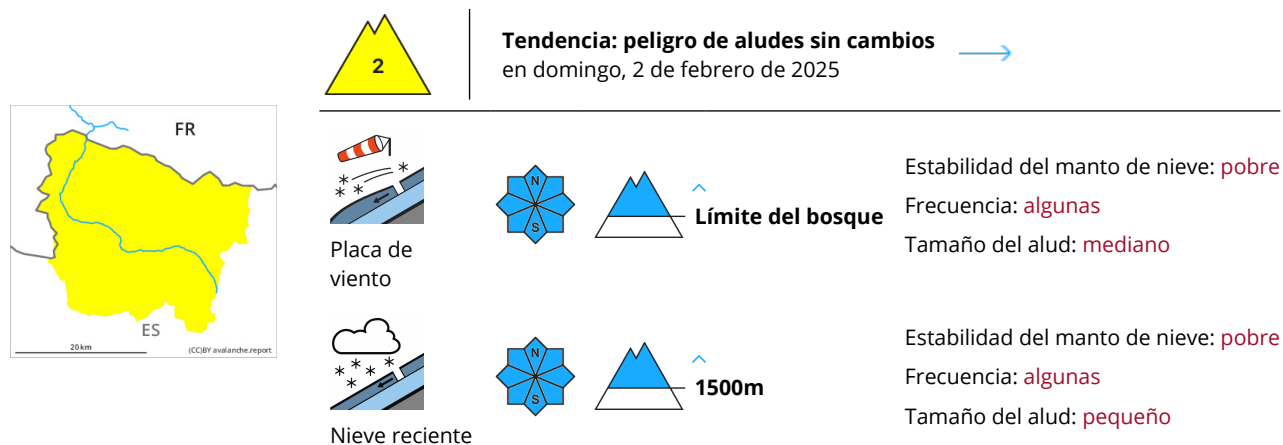 2
Tendencia: peligro de aludes sin cambios
en domingo, 2 de febrero de 2025
FR
ES
20 km
(CC)BY avalanche.report
Placa de
viento
N
S
Límite del bosque
Estabilidad del manto de nieve: pobre
Frecuencia: algunas
Tamaño del alud: mediano
Nieve reciente
N
S
1500m
Estabilidad del manto de nieve: pobre
Frecuencia: algunas
Tamaño del alud: pequeño